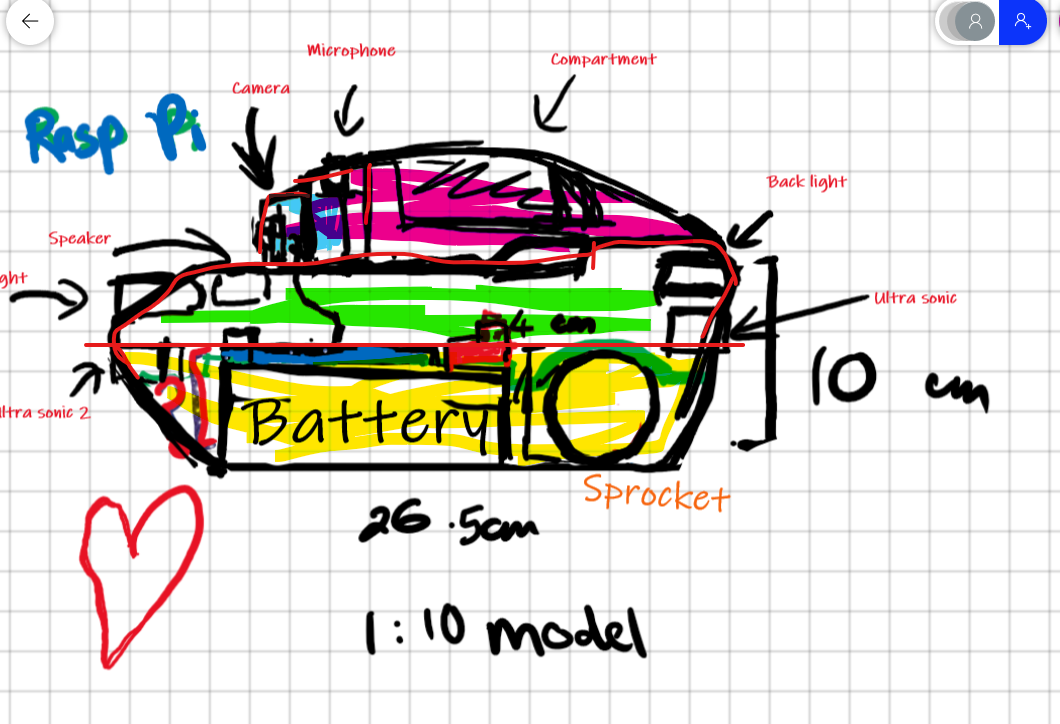 Microphone
Compartment
Camera
Rasp Pi
Back light
Speaker
ght
Ultra sonic
4 cm
10 cm
?
Battery
ltra sonic 2
Sprocket
26.5cm
1:10 model